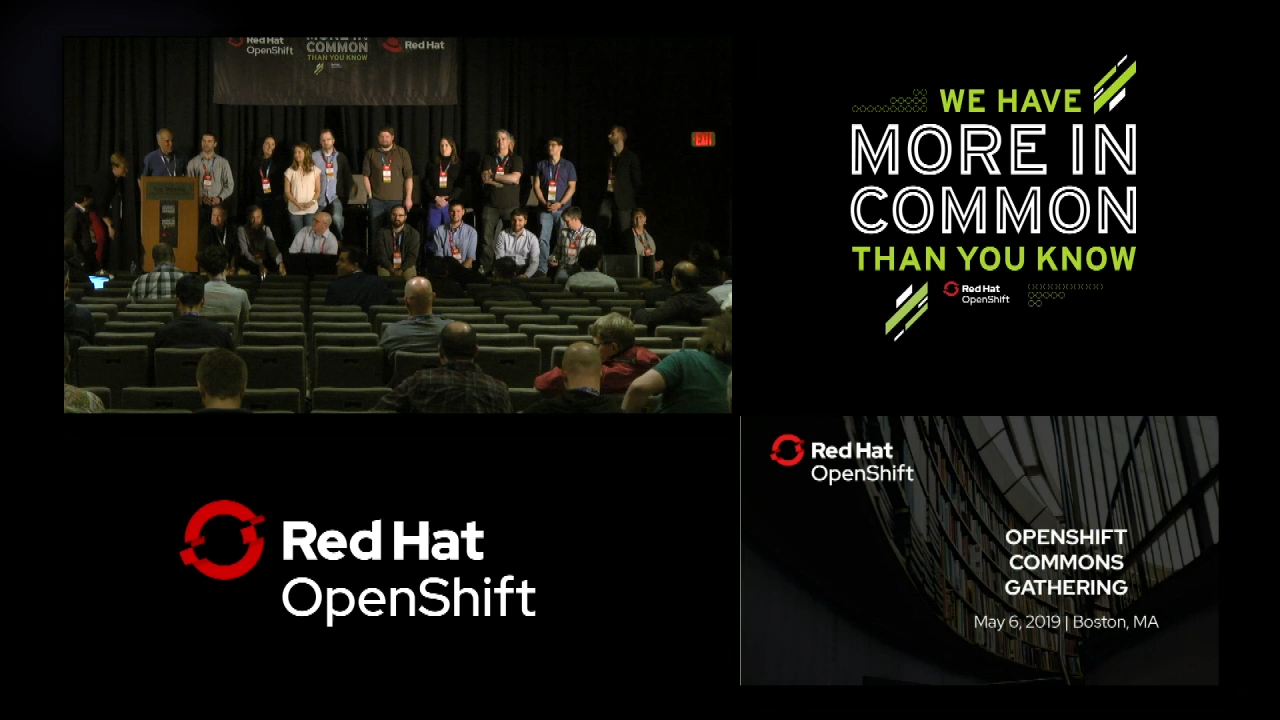 Red Hat
OpenShift
MORE IN
COMMON
THAN YOU KNOW
Red Hat
EXIT
WE HAVE
MORE IN
COMMON
THAN YOU KNOW
Red Hat
OpenShift
Red Hat
OpenShift
Red Hat
OpenShift
OPENSHIFT
COMMONS
GATHERING
May 6, 2019 | Boston, MA